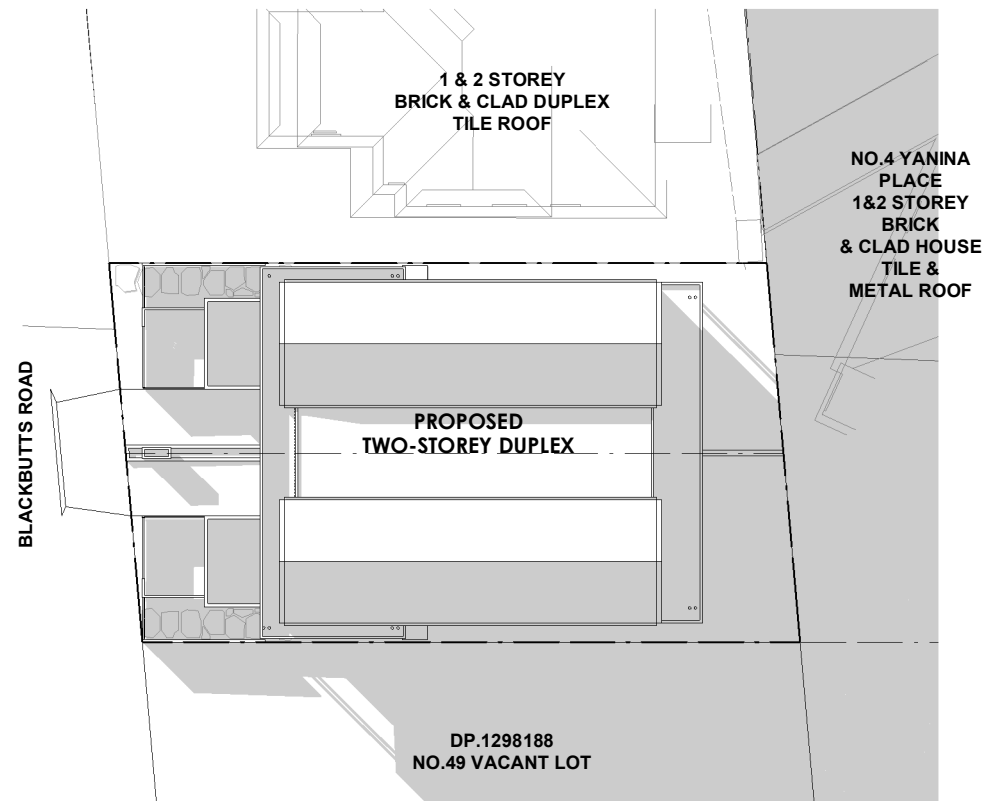 1 & 2 STOREY
BRICK & CLAD DUPLEX
TILE ROOF
NO.4 YANINA
PLACE
1&2 STOREY
BRICK
& CLAD HOUSE
TILE &
METAL ROOF
BLACKBUTTS ROAD
PROPOSED
TWO-STOREY DUPLEX
DP.1298188
NO.49 VACANT LOT